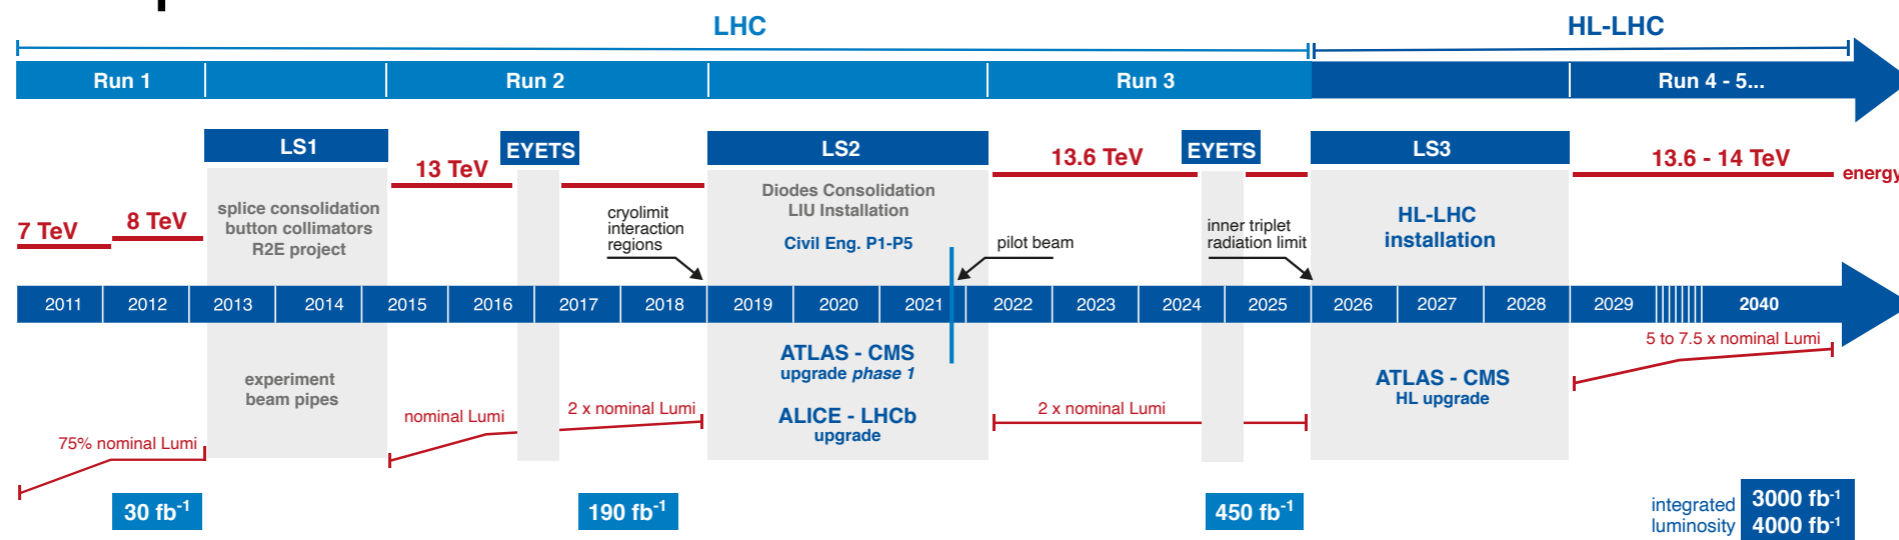 LHC
HL-LHC
Run 1
Run 2
Run 3
Run 4 - 5...
LS1
EYETS
LS2
EYETS
LS3
13 TeV
13.6 TeV
13.6 - 14 TeV
energy
7 TeV
8 TeV
splice consolidation
button collimators
R2E project
cryolimit
interaction
regions
Diodes Consolidation
LIU Installation
Civil Eng. P1-P5
pilot beam
inner triplet
radiation limit
HL-LHC
installation
2011 2012 2013 2014 2015 2016 2017 2018 2019 2020 2021 2022 2023 2024 2025 2026 2027 2028 2029 2040
5 to 7.5 x nominal Lumi
experiment
beam pipes
ATLAS - CMS
upgrade phase 1
ALICE - LHCb
upgrade
ATLAS - CMS
HL upgrade
75% nominal Lumi
nominal Lumi
2 x nominal Lumi
2 x nominal Lumi
30 fb⁻¹
190 fb⁻¹
450 fb⁻¹
integrated
luminosity
3000 fb⁻¹
4000 fb⁻¹